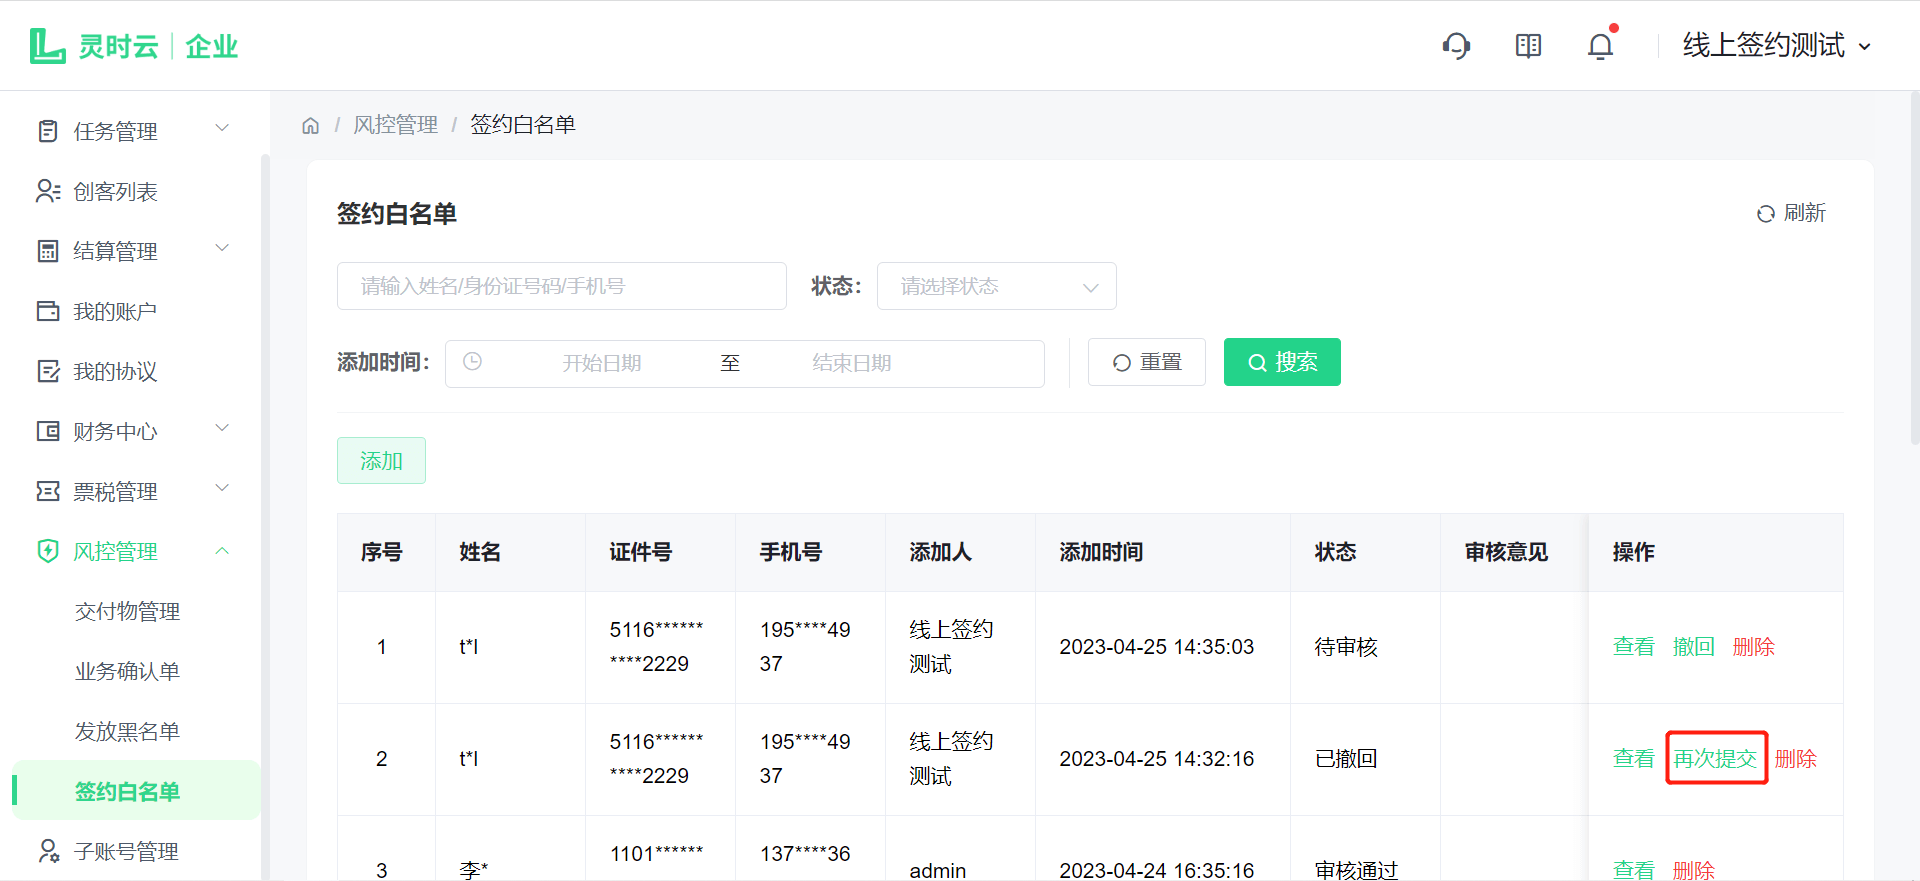 灵时云 | 企业
线上签约测试
任务管理
创客列表
结算管理
我的账户
我的协议
财务中心
票税管理
风控管理
交付物管理
业务确认单
发放黑名单
签约白名单
子账号管理
/ 风控管理 / 签约白名单
签约白名单
刷新
请输入姓名/身份证号码/手机号
状态：
请选择状态
添加时间：
开始日期
至
结束日期
重置
搜索
添加
序号 姓名 证件号 手机号 添加人 添加时间 状态 审核意见 操作
1 t*l 5116****** ****2229 195****49 37 线上签约 测试 2023-04-25 14:35:03 待审核 查看 撤回 删除
2 t*l 5116****** ****2229 195****49 37 线上签约 测试 2023-04-25 14:32:16 已撤回 查看 再次提交 删除
3 李* 1101****** 137****36 admin 2023-04-24 16:35:16 审核通过 查看 删除